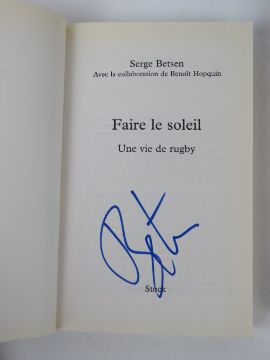 Serge Betsen
Avec la collaboration de Benoît Hopquin
Faire le soleil
Une vie de rugby
Stock